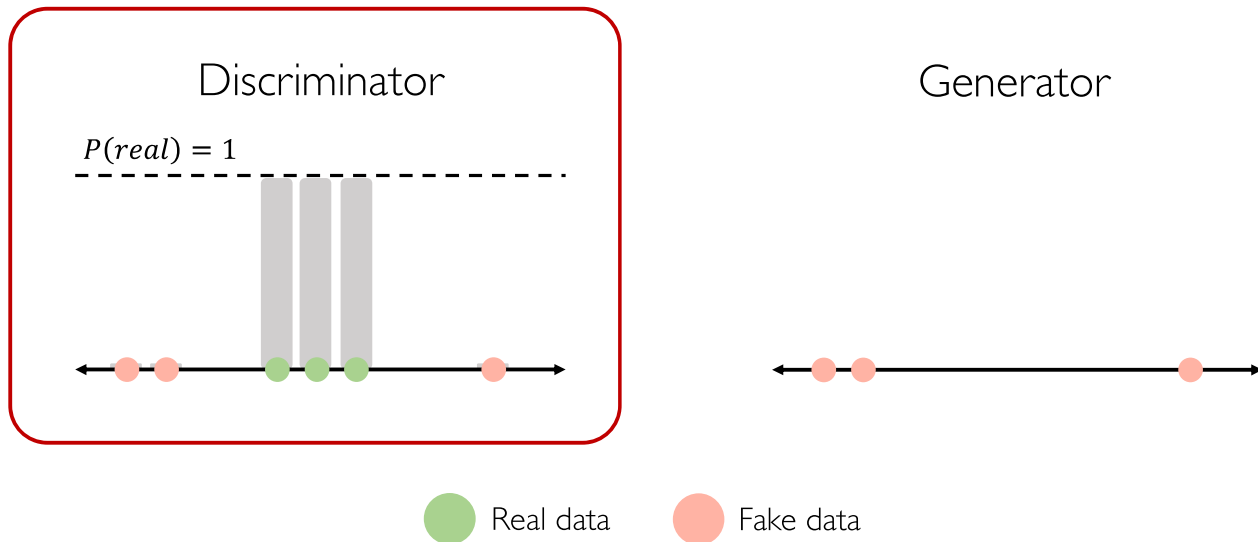 Discriminator
P(real) = 1
Generator
Real data
Fake data